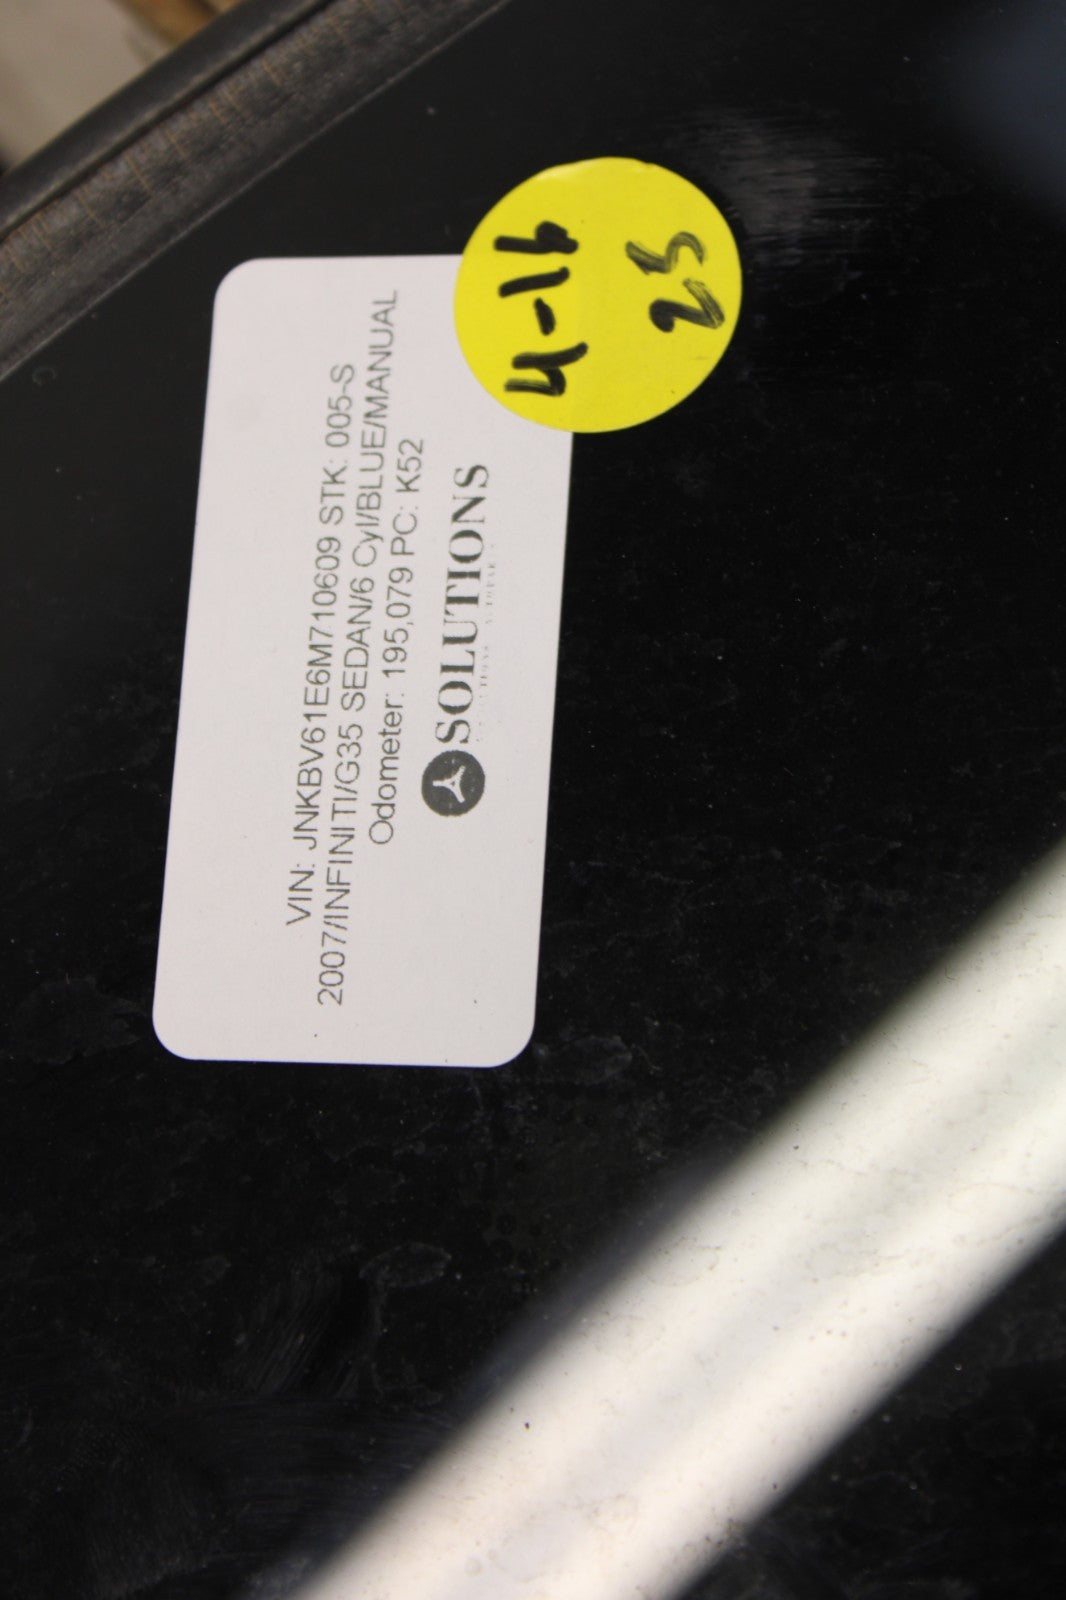 VIN: JNKBV61E6M710609 STK: 005-S
2007/INFINITI/G35 SEDAN/6 Cyl/BLUE/MANUAL
Odometer: 195,079 PC: K52
SOLUTIONS
4-16
25